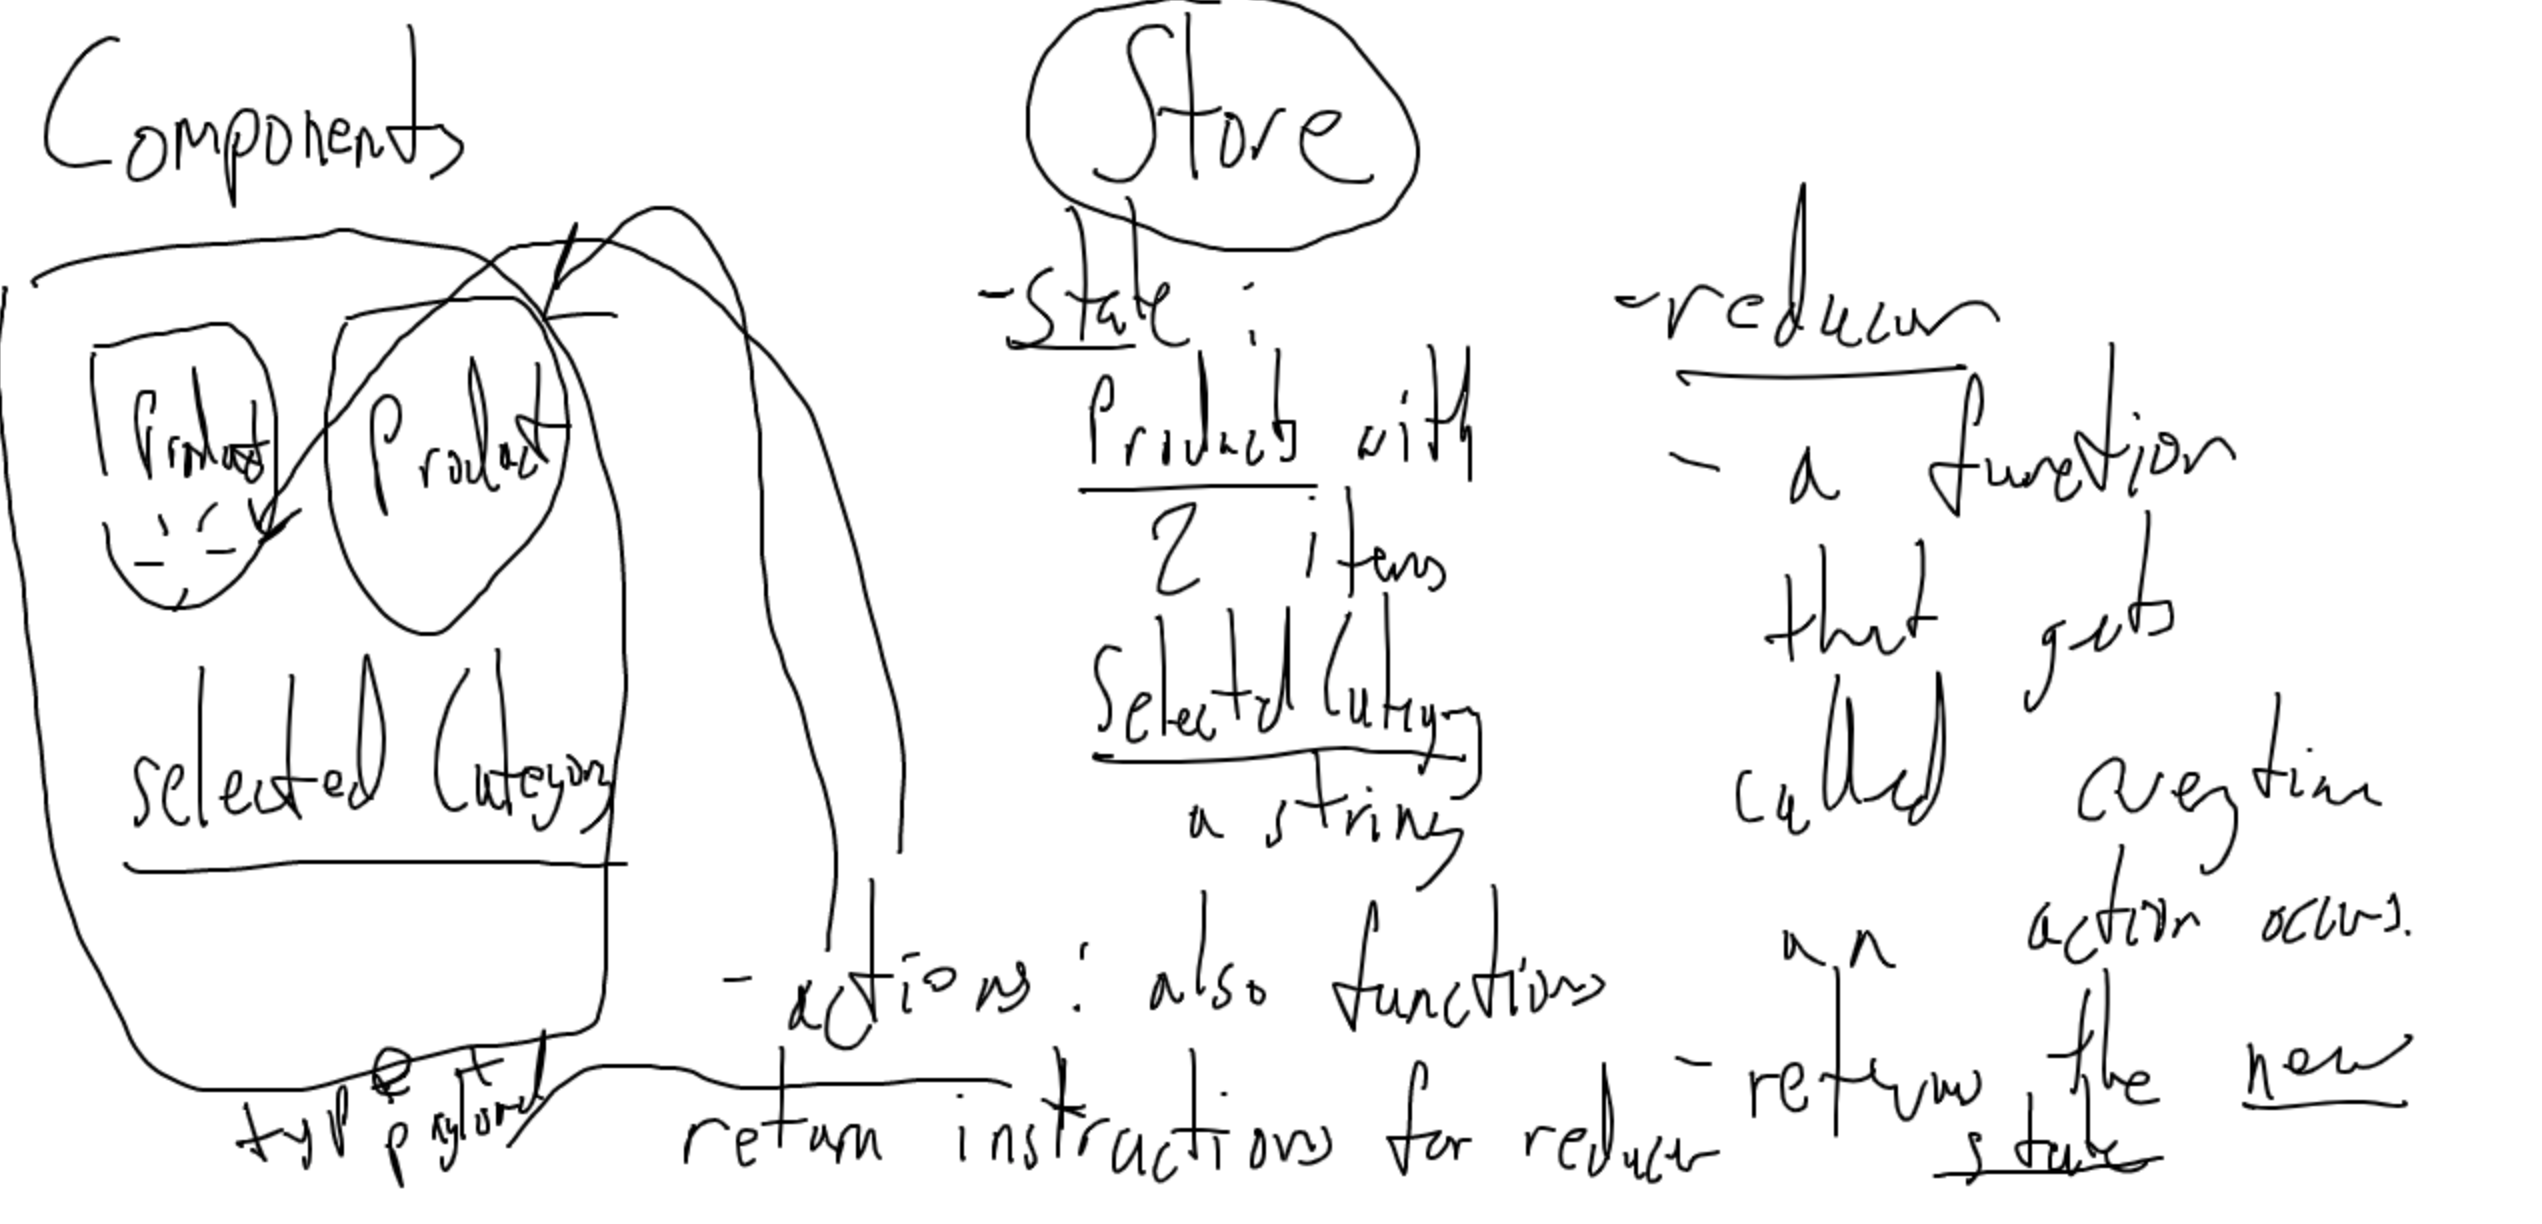 Components
Product
Product
selected Category
type + payload
Store
- state :
Products with
2 items
Selected Category
a string
- actions : also functions
return instructions for reducer
- reducer
- a function
that gets
called everytime
an action occurs.
- returns the new
state